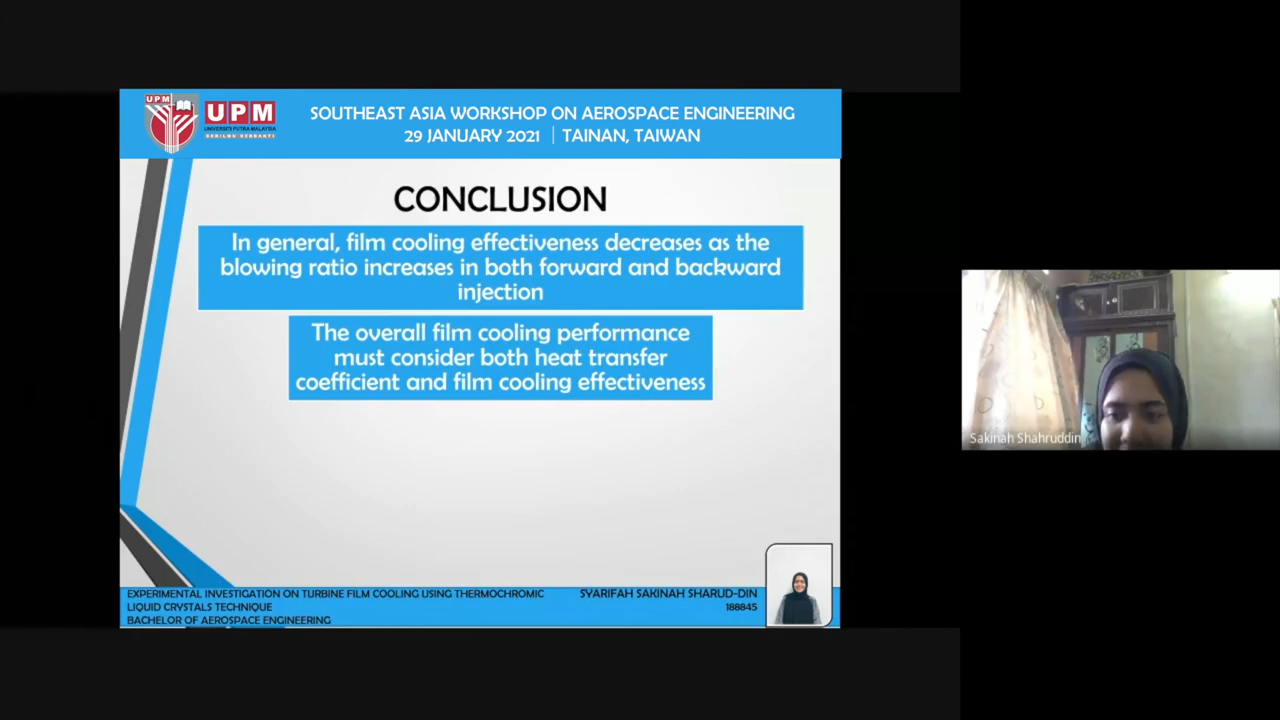 UPM
UPM
UNIVERSITI PUTRA MALAYSIA
BERILMU BERBAKTI
SOUTHEAST ASIA WORKSHOP ON AEROSPACE ENGINEERING
29 JANUARY 2021 | TAINAN, TAIWAN
CONCLUSION
In general, film cooling effectiveness decreases as the
blowing ratio increases in both forward and backward
injection
The overall film cooling performance
must consider both heat transfer
coefficient and film cooling effectiveness
Sakinah Shahruddin
EXPERIMENTAL INVESTIGATION ON TURBINE FILM COOLING USING THERMOCHROMIC
LIQUID CRYSTALS TECHNIQUE
BACHELOR OF AEROSPACE ENGINEERING
SYARIFAH SAKINAH SHARUD-DIN
188845